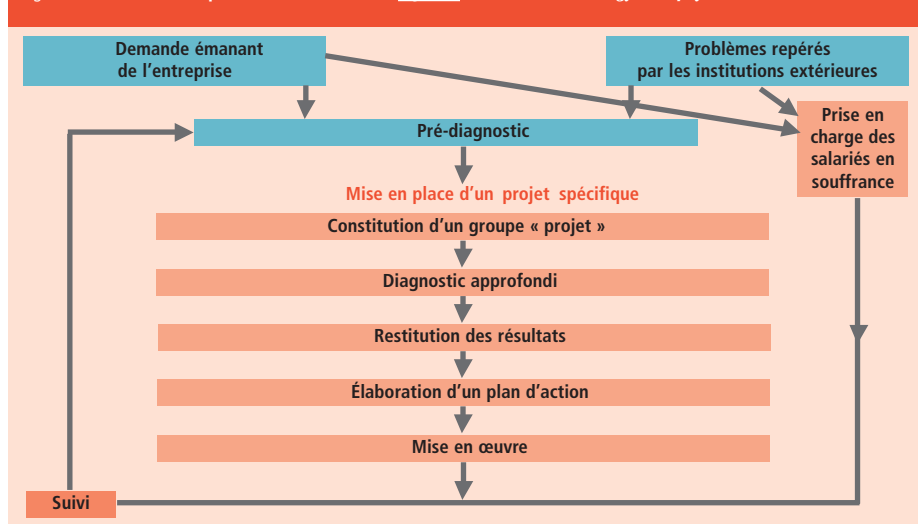 Demande émanant
de l'entreprise
Problèmes repérés
par les institutions extérieures
Prise en
charge des
salariés en
souffrance
Pré-diagnostic
Mise en place d'un projet spécifique
Constitution d'un groupe « projet »
Diagnostic approfondi
Restitution des résultats
Élaboration d'un plan d'action
Mise en œuvre
Suivi